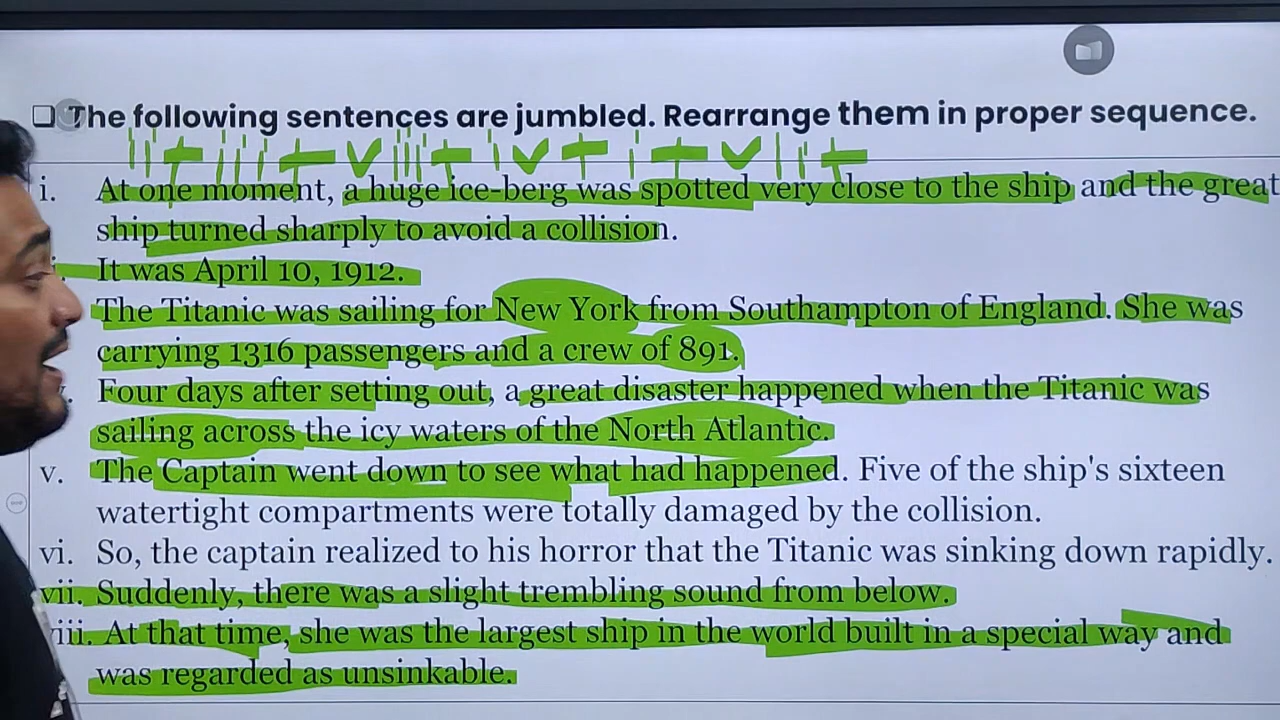 ❑ The following sentences are jumbled. Rearrange them in proper sequence.
ii + iii + v viii + iv + i + vii +
i. At one moment, a huge ice-berg was spotted very close to the ship and the great
ship turned sharply to avoid a collision.
It was April 10, 1912.
The Titanic was sailing for New York from Southampton of England. She was
carrying 1316 passengers and a crew of 891.
Four days after setting out, a great disaster happened when the Titanic was
sailing across the icy waters of the North Atlantic.
v. The Captain went down to see what had happened. Five of the ship's sixteen
watertight compartments were totally damaged by the collision.
vi. So, the captain realized to his horror that the Titanic was sinking down rapidly.
vii. Suddenly, there was a slight trembling sound from below.
viii. At that time, she was the largest ship in the world built in a special way and
was regarded as unsinkable.